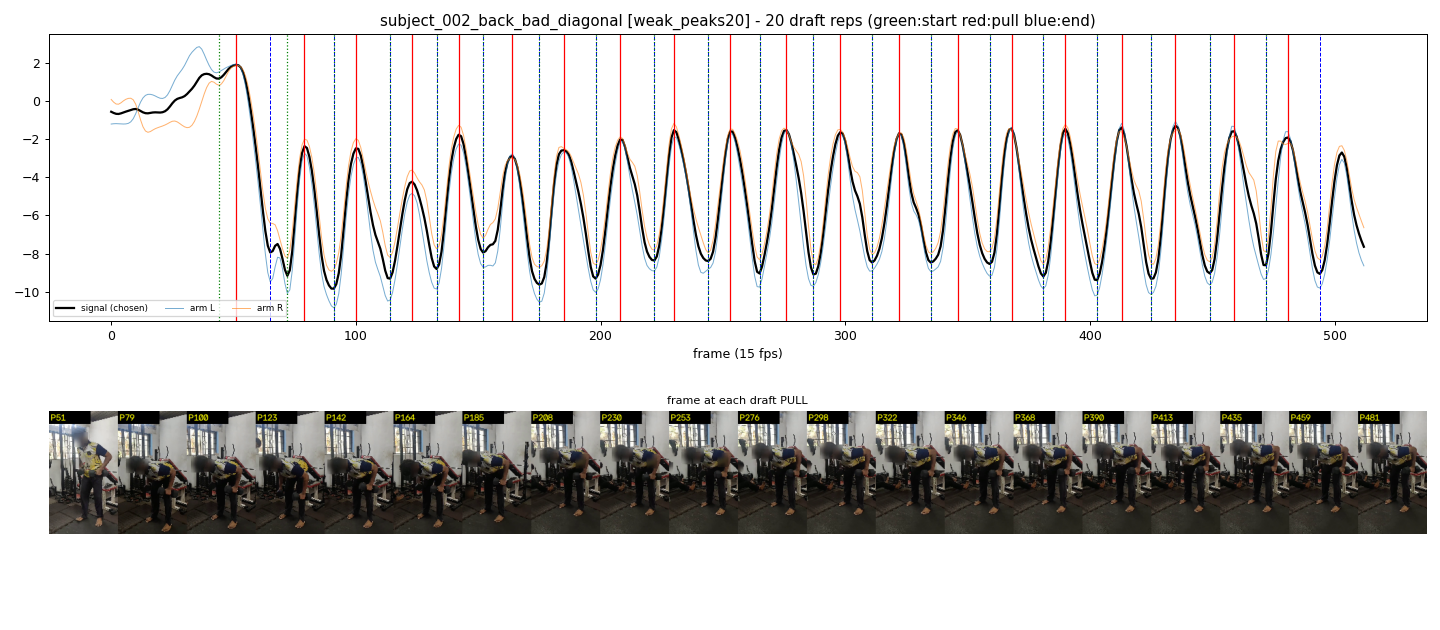 subject_002_back_bad_diagonal [weak_peaks20] - 20 draft reps (green:start red:pull blue:end)
2
0
−2
−4
−6
−8
−10
signal (chosen) arm L arm R
0 100 200 300 400 500
frame (15 fps)
frame at each draft PULL
P51 P79 P100 P123 P142 P164 P185 P208 P230 P253 P276 P298 P322 P346 P368 P390 P413 P435 P459 P481